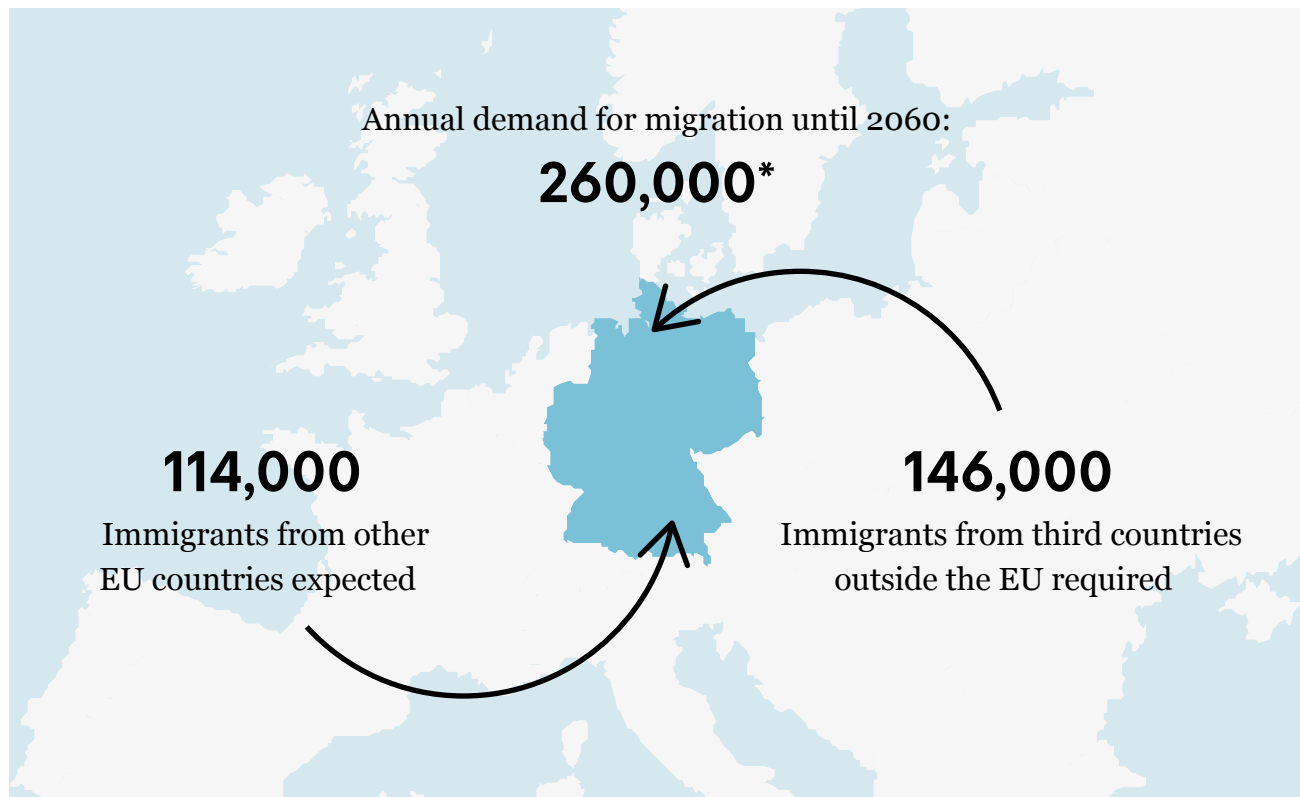 Annual demand for migration until 2060:
260,000*
114,000
Immigrants from other
EU countries expected
146,000
Immigrants from third countries
outside the EU required